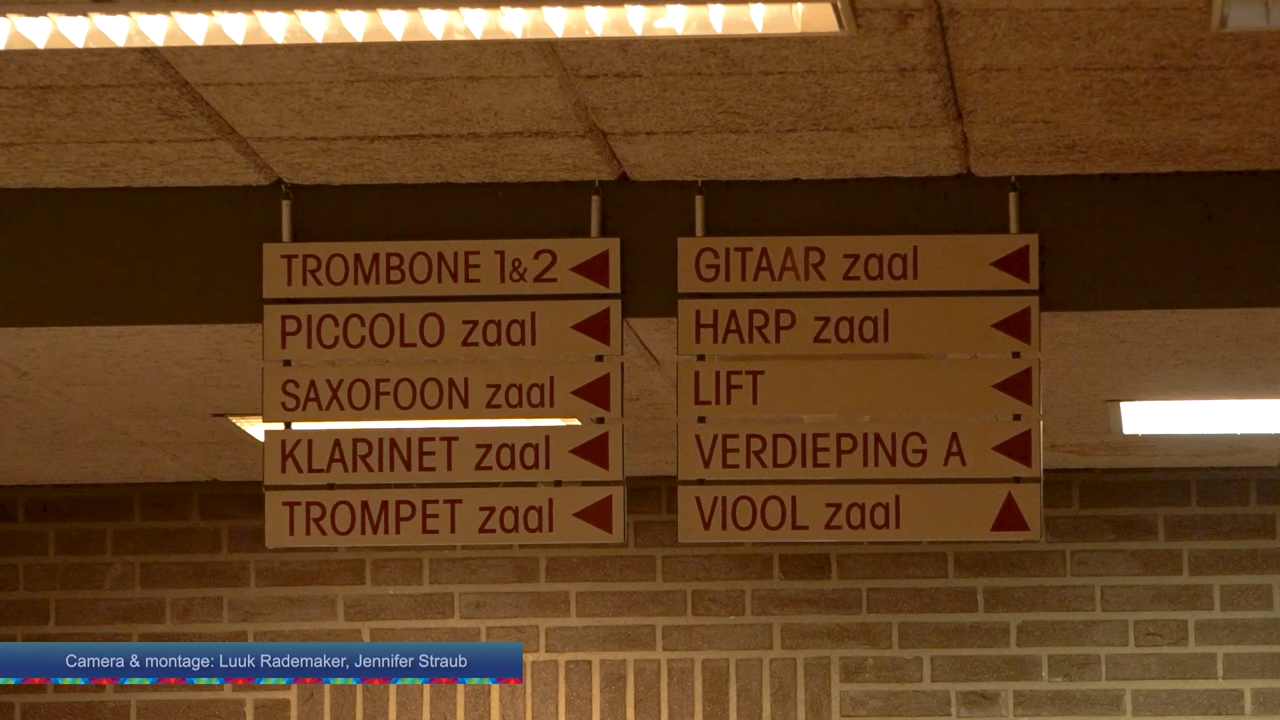 TROMBONE 1&2
PICCOLO zaal
SAXOFOON zaal
KLARINET zaal
TROMPET zaal
GITAAR zaal
HARP zaal
LIFT
VERDIEPING A
VIOOL zaal
Camera & montage: Luuk Rademaker, Jennifer Straub